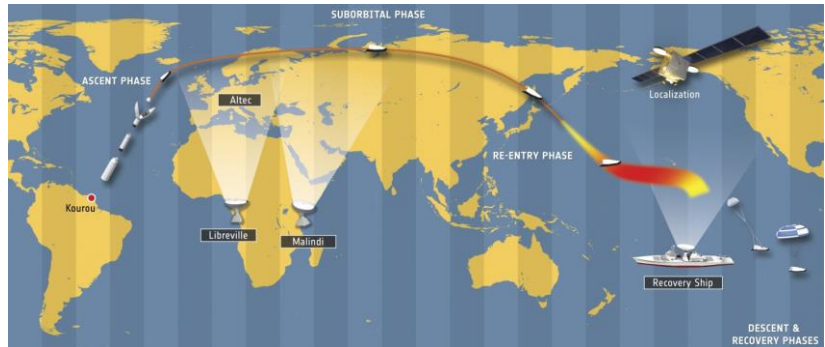 SUBORBITAL PHASE
ASCENT PHASE
Altec
Localization
RE-ENTRY PHASE
Kourou
Libreville
Malindi
Recovery Ship
DESCENT &
RECOVERY PHASES